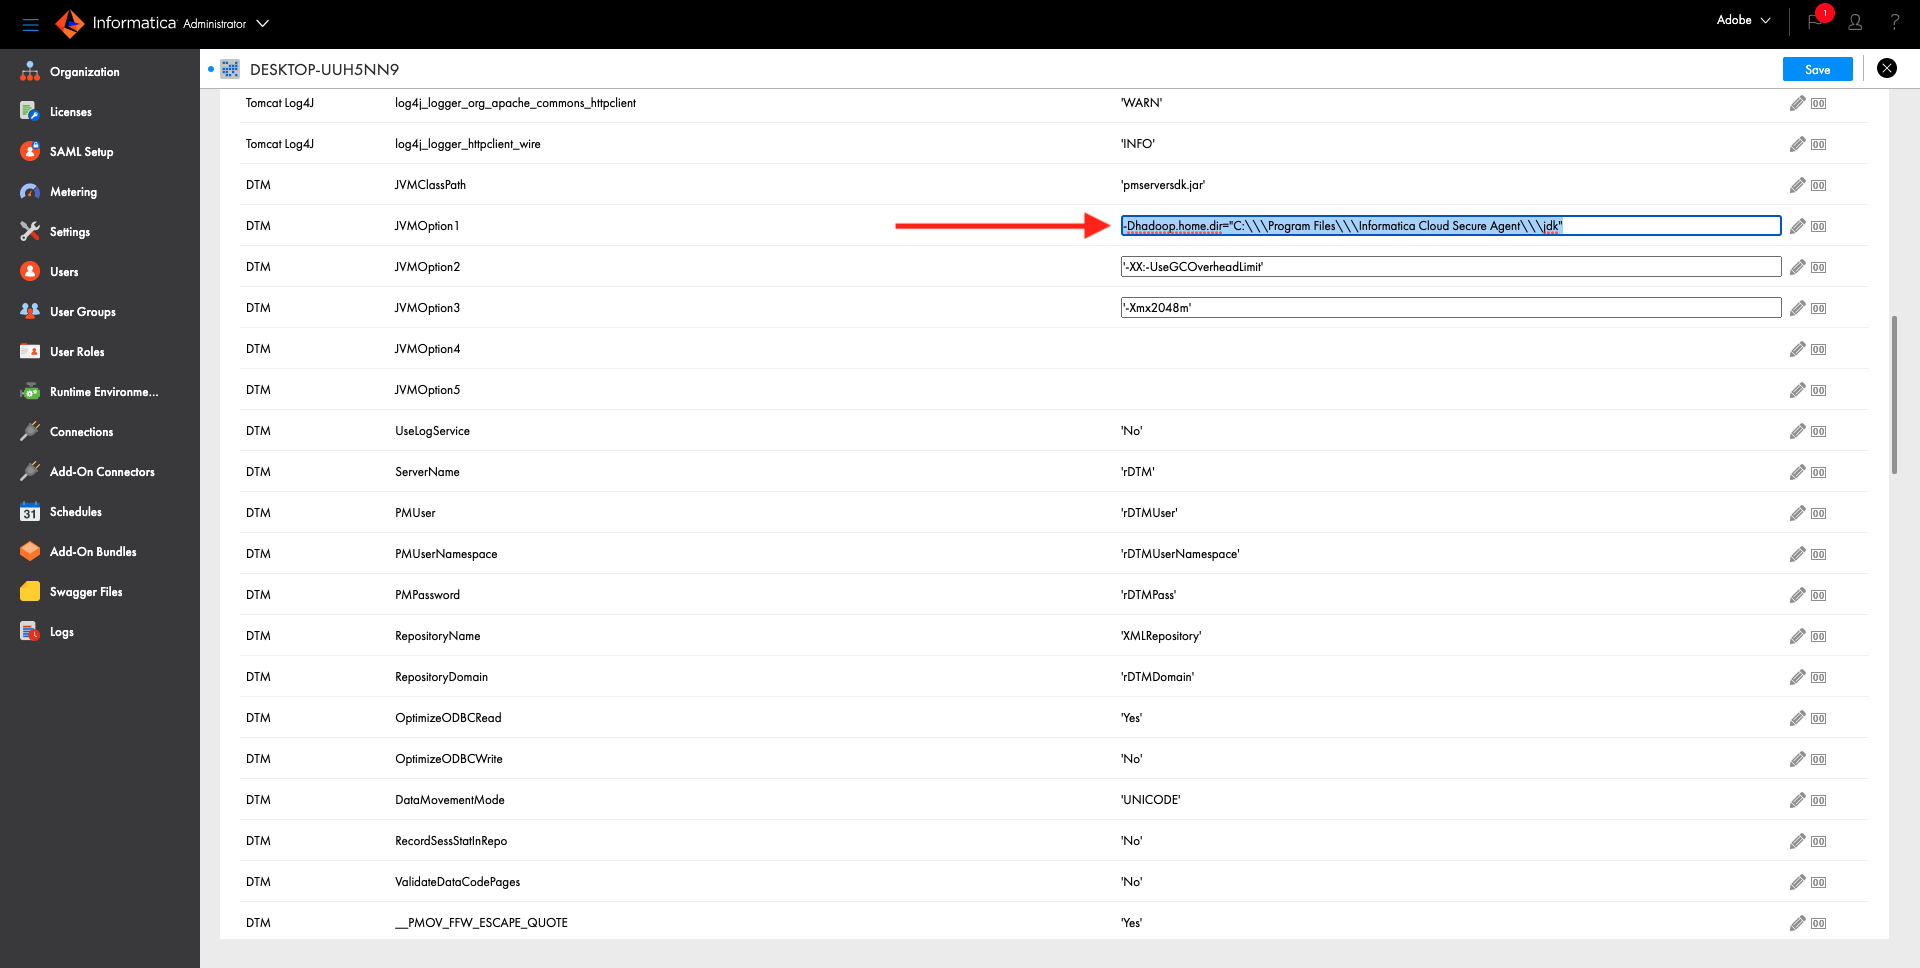 Informatica Administrator
Adobe
1
?
Organization
Licenses
SAML Setup
Metering
Settings
Users
User Groups
User Roles
Runtime Environme...
Connections
Add-On Connectors
31 Schedules
Add-On Bundles
Swagger Files
Logs
DESKTOP-UUH5NN9
Save
Tomcat Log4J log4j_logger_org_apache_commons_httpclient 'WARN'
Tomcat Log4J log4j_logger_httpclient_wire 'INFO'
DTM JVMClassPath 'pmserversdk.jar'
DTM JVMOption1 -Dhadoop.home.dir="C:\\\Program Files\\\Informatica Cloud Secure Agent\\\jdk"
DTM JVMOption2 '-XX:-UseGCOverheadLimit'
DTM JVMOption3 '-Xmx2048m'
DTM JVMOption4
DTM JVMOption5
DTM UseLogService 'No'
DTM ServerName 'rDTM'
DTM PMUser 'rDTMUser'
DTM PMUserNamespace 'rDTMUserNamespace'
DTM PMPassword 'rDTMPass'
DTM RepositoryName 'XMLRepository'
DTM RepositoryDomain 'rDTMDomain'
DTM OptimizeODBCRead 'Yes'
DTM OptimizeODBCWrite 'No'
DTM DataMovementMode 'UNICODE'
DTM RecordSessStatInRepo 'No'
DTM ValidateDataCodePages 'No'
DTM __PMOV_FFW_ESCAPE_QUOTE 'Yes'